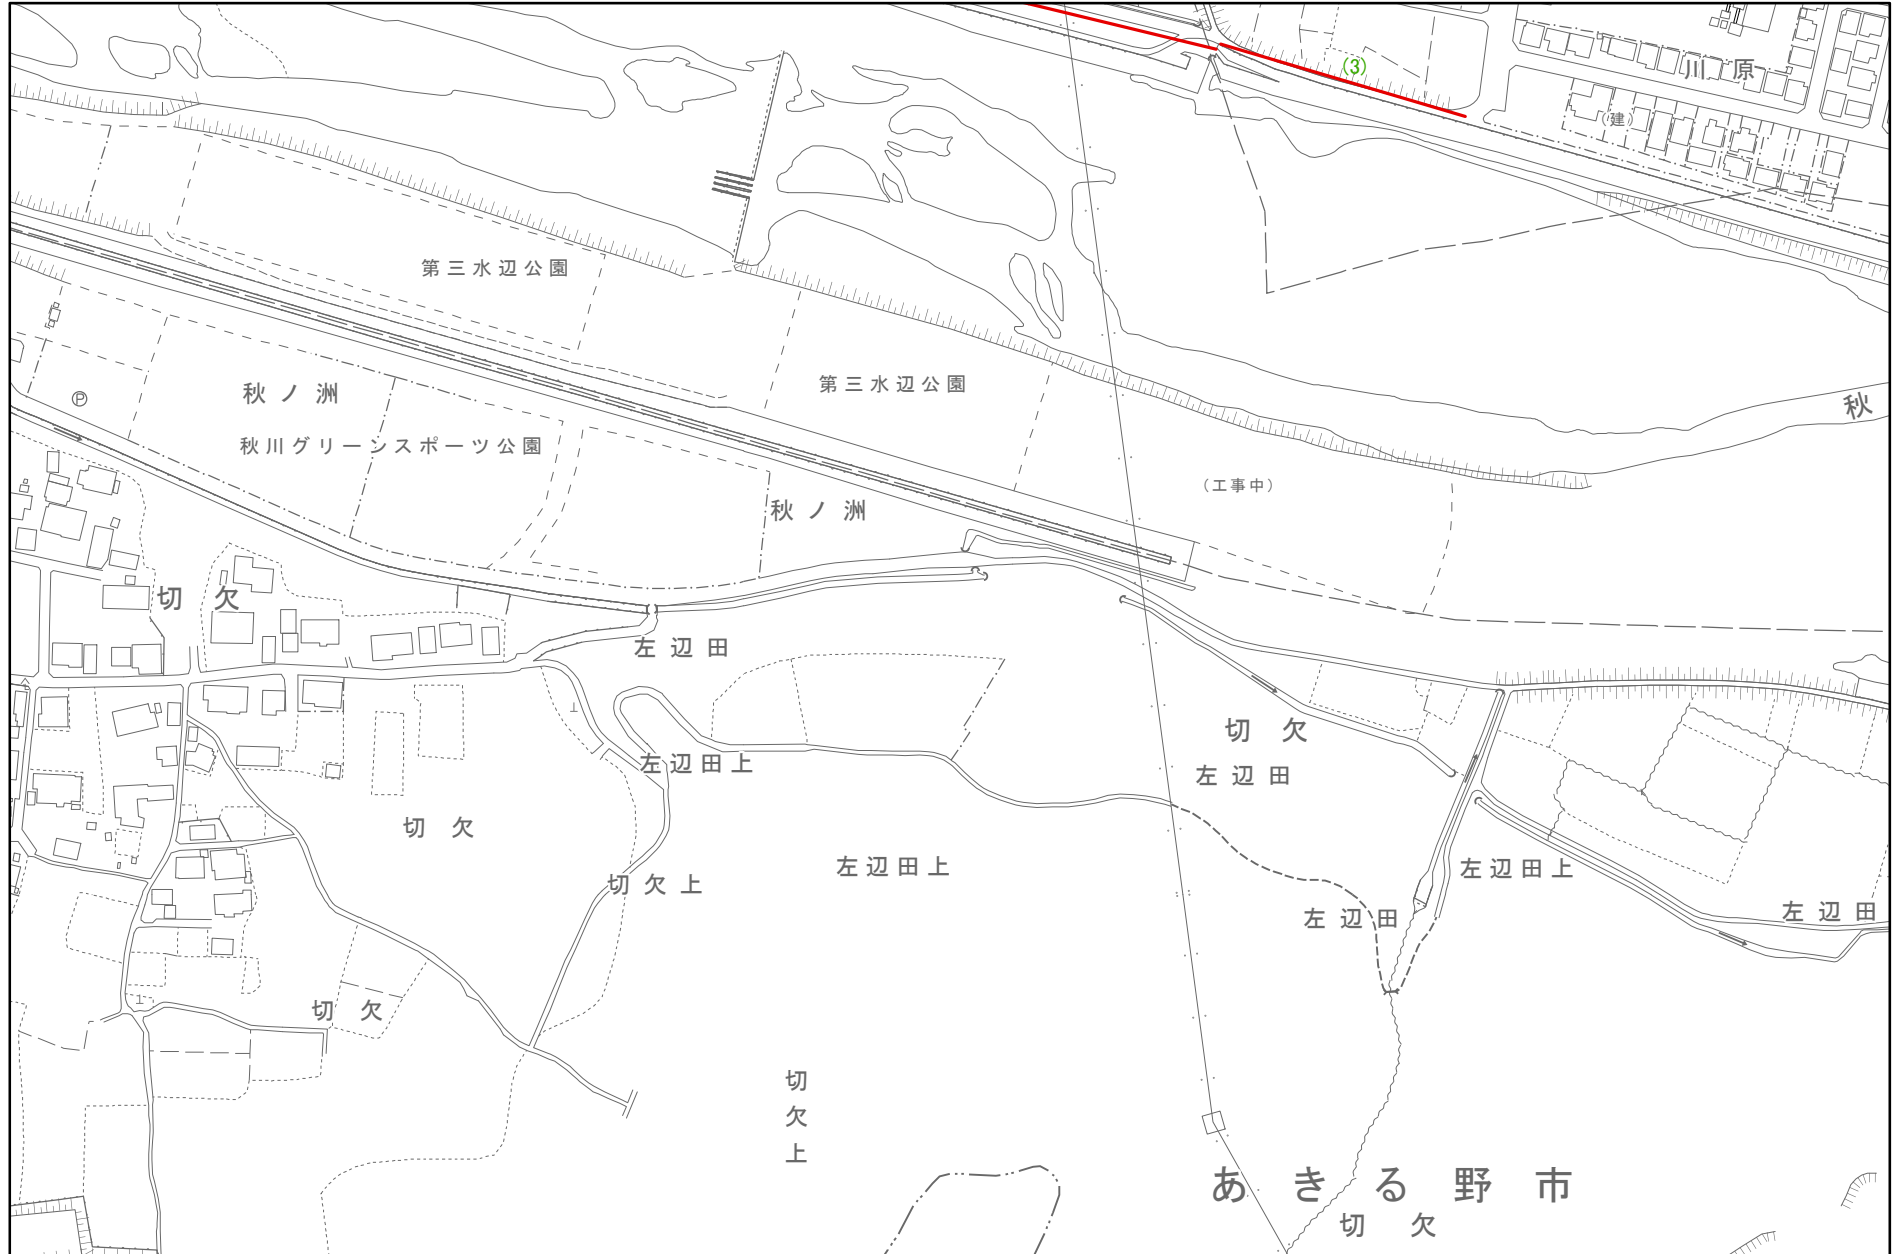 (3)
川原
(建)
第三水辺公園
第三水辺公園
秋ノ洲
秋
P
秋川グリーンスポーツ公園
(工事中)
秋ノ洲
切欠
左辺田
切欠
左辺田上
左辺田
切欠
左辺田上
左辺田上
切欠上
左辺田
左辺田
切欠
切欠上
あきる野市
切欠